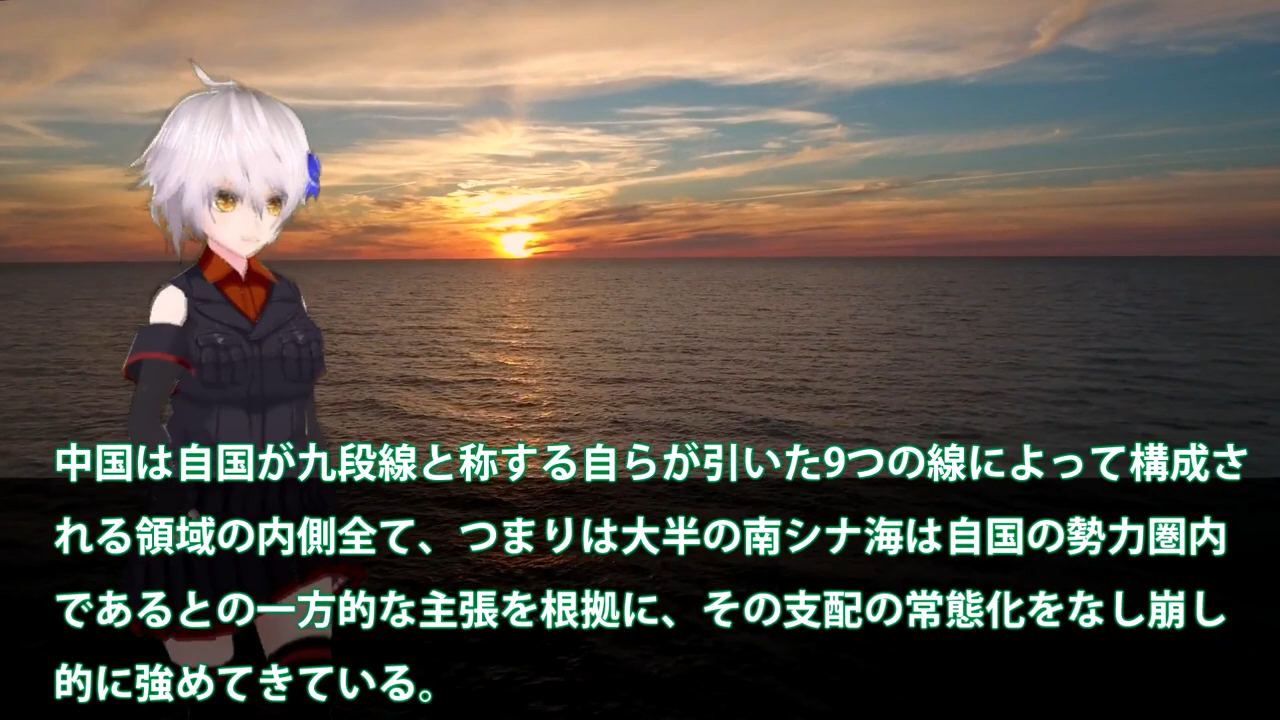 中国は自国が九段線と称する自らが引いた9つの線によって構成さ
れる領域の内側全て、つまりは大半の南シナ海は自国の勢力圏内
であるとの一方的な主張を根拠に、その支配の常態化をなし崩し
的に強めてきている。